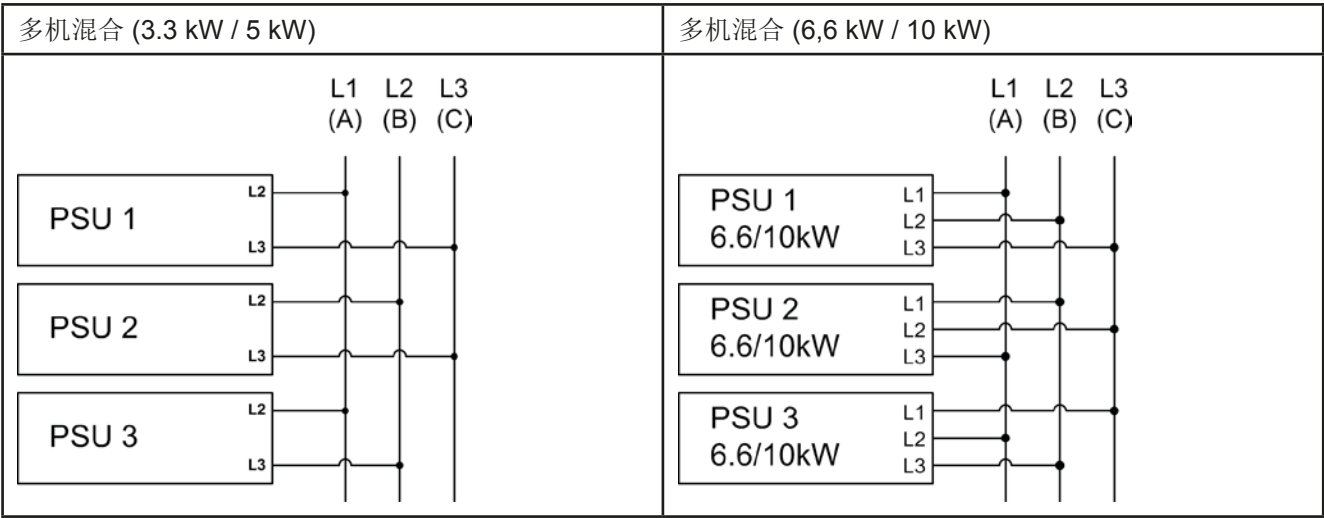 多机混合 (3.3 kW / 5 kW)
L1 L2 L3
(A) (B) (C)
PSU 1
L2
L3
PSU 2
L2
L3
PSU 3
L2
L3
多机混合 (6,6 kW / 10 kW)
L1 L2 L3
(A) (B) (C)
PSU 1
6.6/10kW
L1
L2
L3
PSU 2
6.6/10kW
L1
L2
L3
PSU 3
6.6/10kW
L1
L2
L3